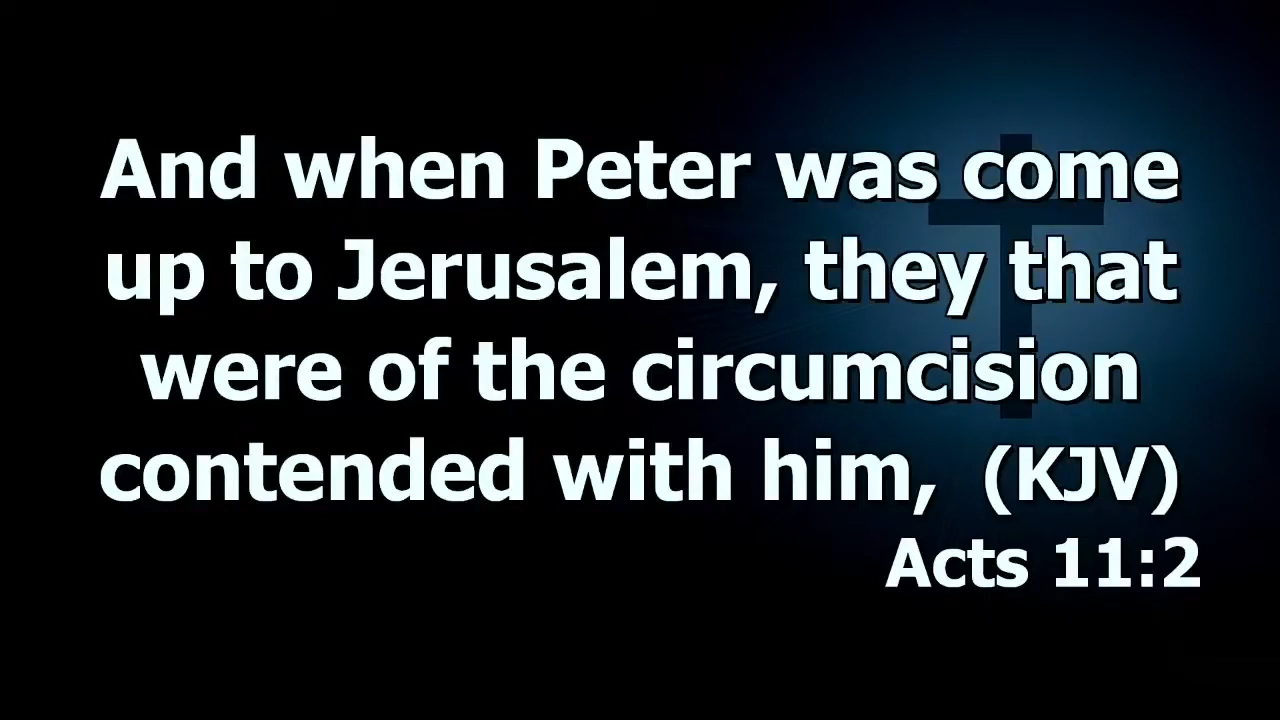 And when Peter was come
up to Jerusalem, they that
were of the circumcision
contended with him, (KJV)
Acts 11:2